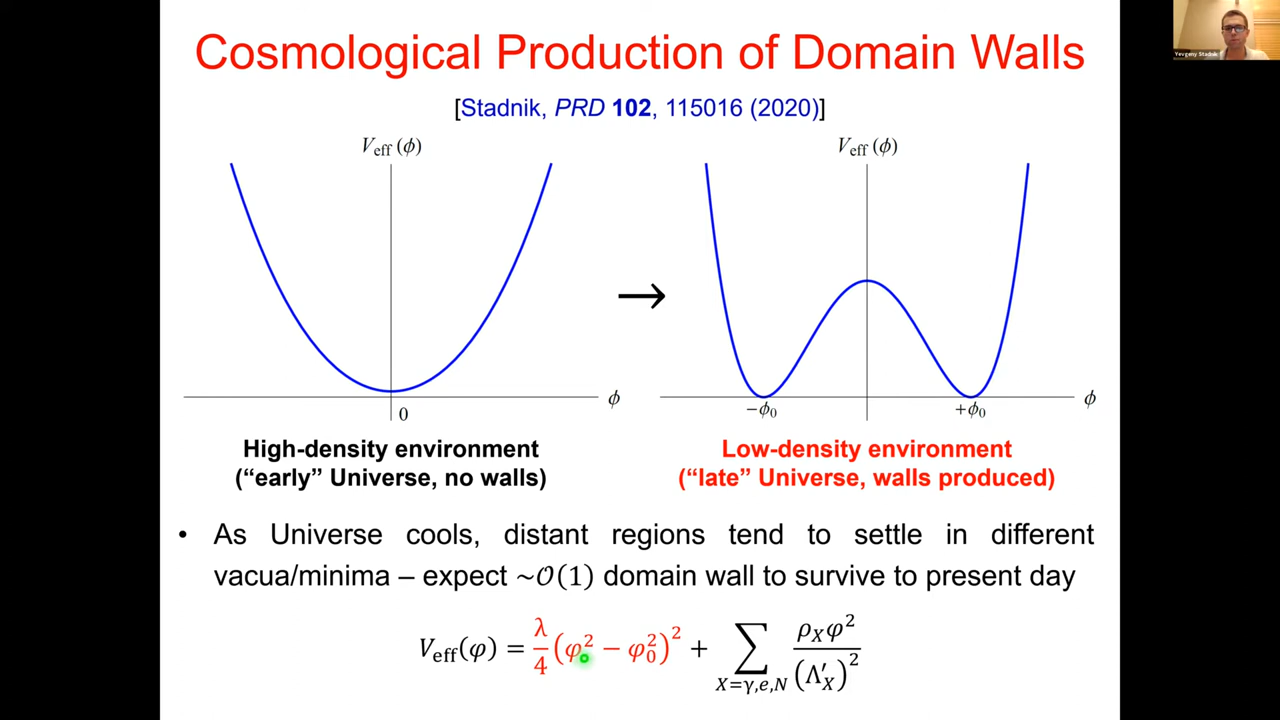 Cosmological Production of Domain Walls
Yevgeny Stadnik
[Stadnik, PRD 102, 115016 (2020)]
V_eff (ϕ)
V_eff (ϕ)
→
ϕ
ϕ
0
−ϕ₀
+ϕ₀
High-density environment
(“early” Universe, no walls)
Low-density environment
(“late” Universe, walls produced)
• As Universe cools, distant regions tend to settle in different
vacua/minima – expect ~𝒪(1) domain wall to survive to present day
V_eff(φ) = λ/4 (φ² − φ₀²)² + ∑_{X=γ,e,N} ρ_X φ² / (Λ′_X)²